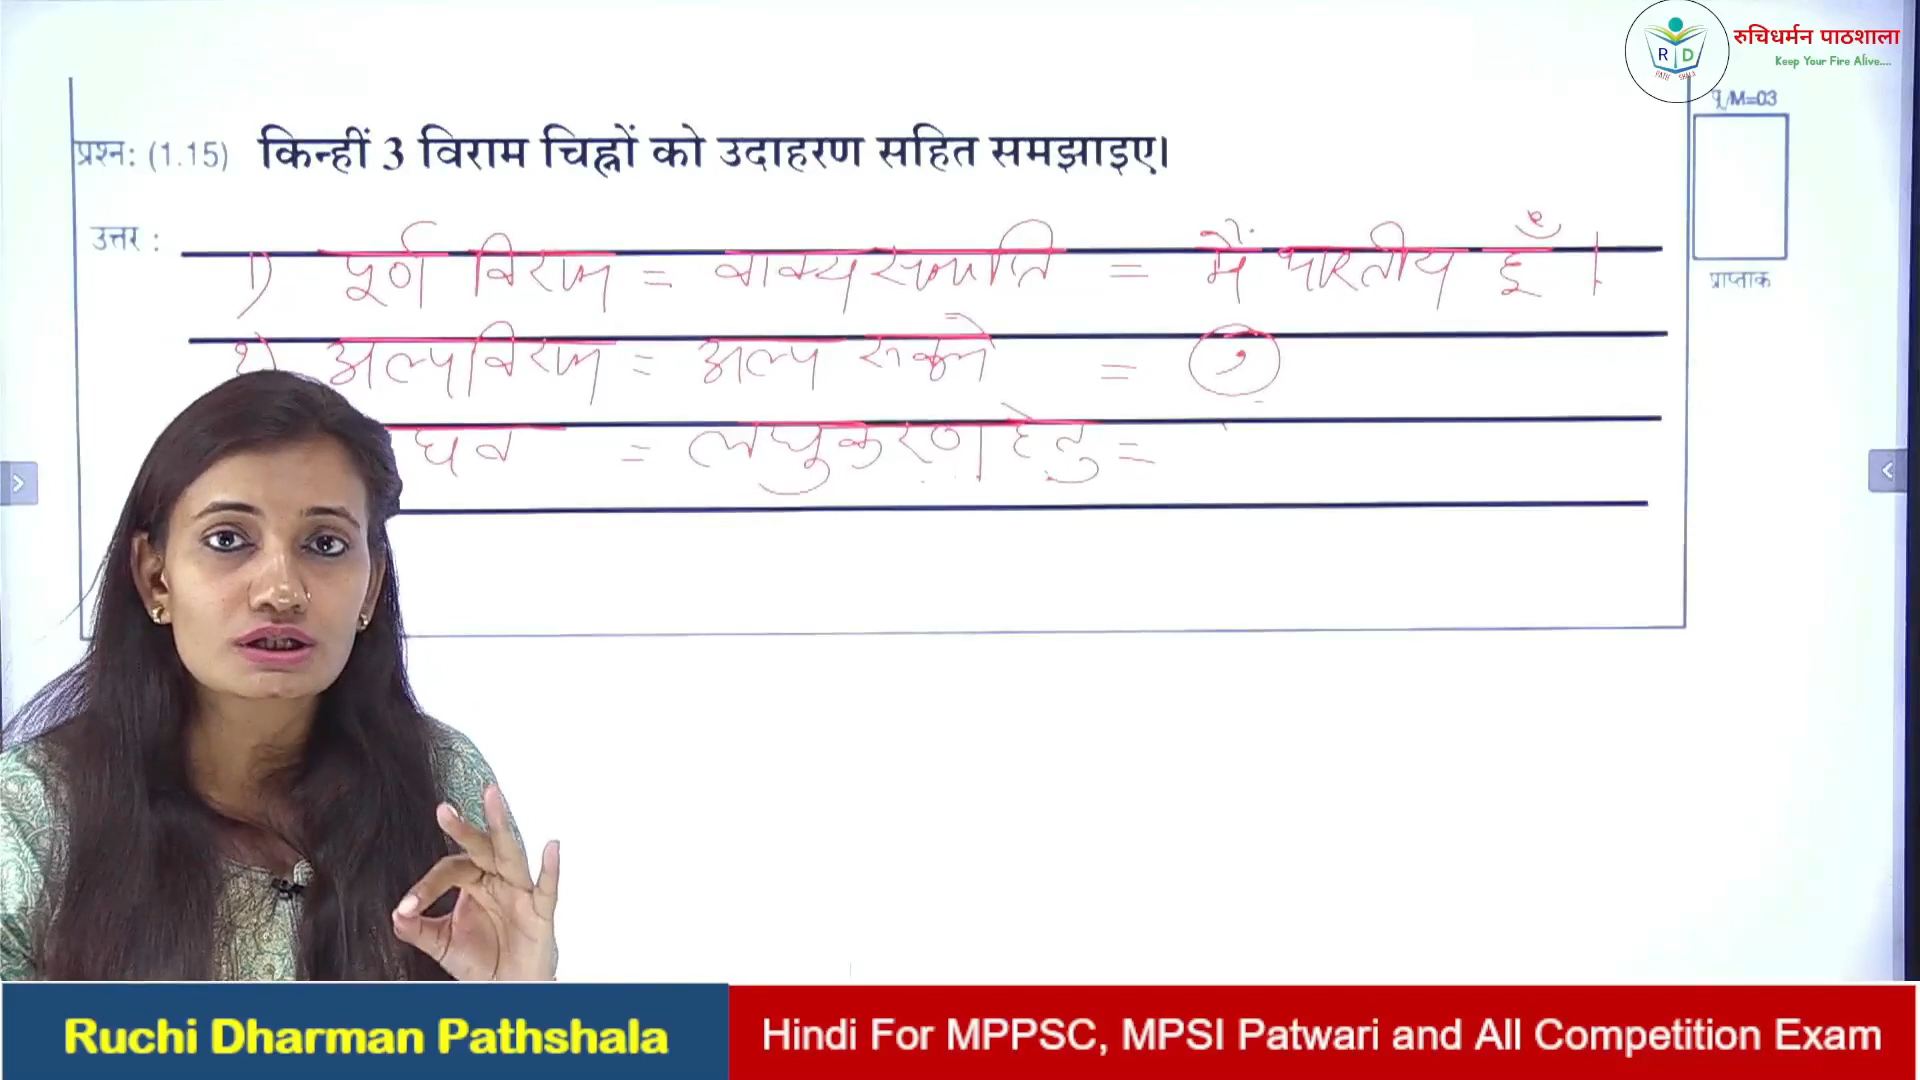 रुचिधर्मन पाठशाला
Keep Your Fire Alive....
R D
q/M=03
प्रश्न: (1.15) किन्हीं 3 विराम चिह्नों को उदाहरण सहित समझाइए।
उत्तर :
1) पूर्ण विराम = वाक्य समाप्ति = मैं भारतीय हूँ ।
प्राप्ताक
2) अल्पविराम = अल्प रुकने = ,
घव = लघुकरण हेतु =
Ruchi Dharman Pathshala
Hindi For MPPSC, MPSI Patwari and All Competition Exam